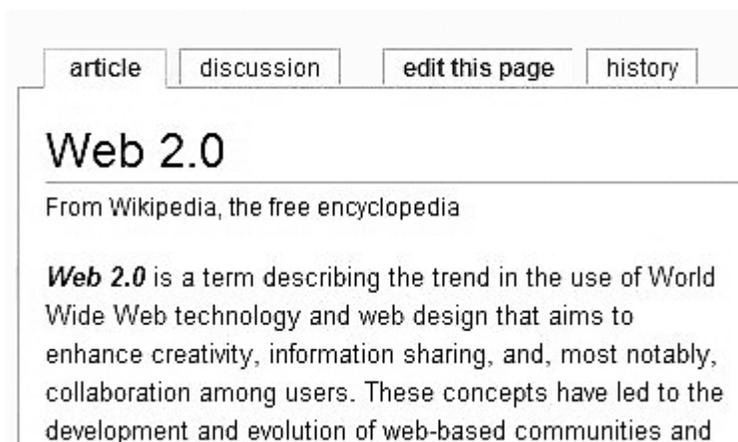 article discussion edit this page history
Web 2.0
From Wikipedia, the free encyclopedia
Web 2.0 is a term describing the trend in the use of World
Wide Web technology and web design that aims to
enhance creativity, information sharing, and, most notably,
collaboration among users. These concepts have led to the
development and evolution of web-based communities and